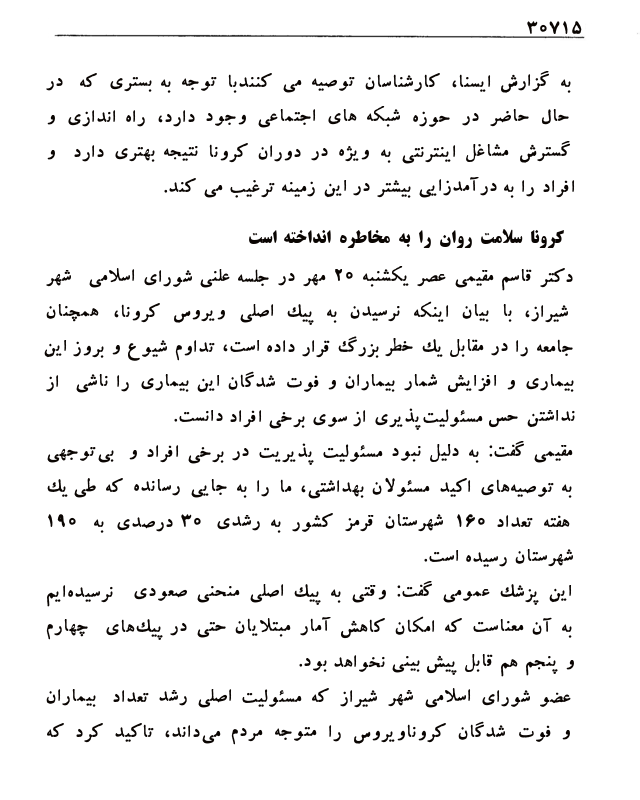 ۳۰۷۱۵
به گزارش ایسنا، کارشناسان توصیه می کنندبا توجه به بستری که در
حال حاضر در حوزه شبکه های اجتماعی وجود دارد، راه اندازی و
گسترش مشاغل اینترنتی به ویژه در دوران کرونا نتیجه بهتری دارد و
افراد را به درآمدزایی بیشتر در این زمینه ترغیب می کند.
کرونا سلامت روان را به مخاطره انداخته است
دکتر قاسم مقیمی عصر یکشنبه ۲۰ مهر در جلسه علنی شورای اسلامی شهر
شیراز، با بیان اینکه نرسیدن به پیك اصلی ویروس کرونا، همچنان
جامعه را در مقابل یك خطر بزرگ قرار داده است، تداوم شیوع و بروز این
بیماری و افزایش شمار بیماران و فوت شدگان این بیماری را ناشی از
نداشتن حس مسئولیت‌پذیری از سوی برخی افراد دانست.
مقیمی گفت: به دلیل نبود مسئولیت پذیریت در برخی افراد و بی‌توجهی
به توصیه‌های اکید مسئولان بهداشتی، ما را به جایی رسانده که طی یك
هفته تعداد ۱۶۰ شهرستان قرمز کشور به رشدی ۳۰ درصدی به ۱۹۰
شهرستان رسیده است.
این پزشك عمومی گفت: وقتی به پیك اصلی منحنی صعودی نرسیده‌ایم
به آن معناست که امکان کاهش آمار مبتلایان حتی در پیك‌های چهارم
و پنجم هم قابل پیش بینی نخواهد بود.
عضو شورای اسلامی شهر شیراز که مسئولیت اصلی رشد تعداد بیماران
و فوت شدگان کروناویروس را متوجه مردم می‌داند، تاکید کرد که